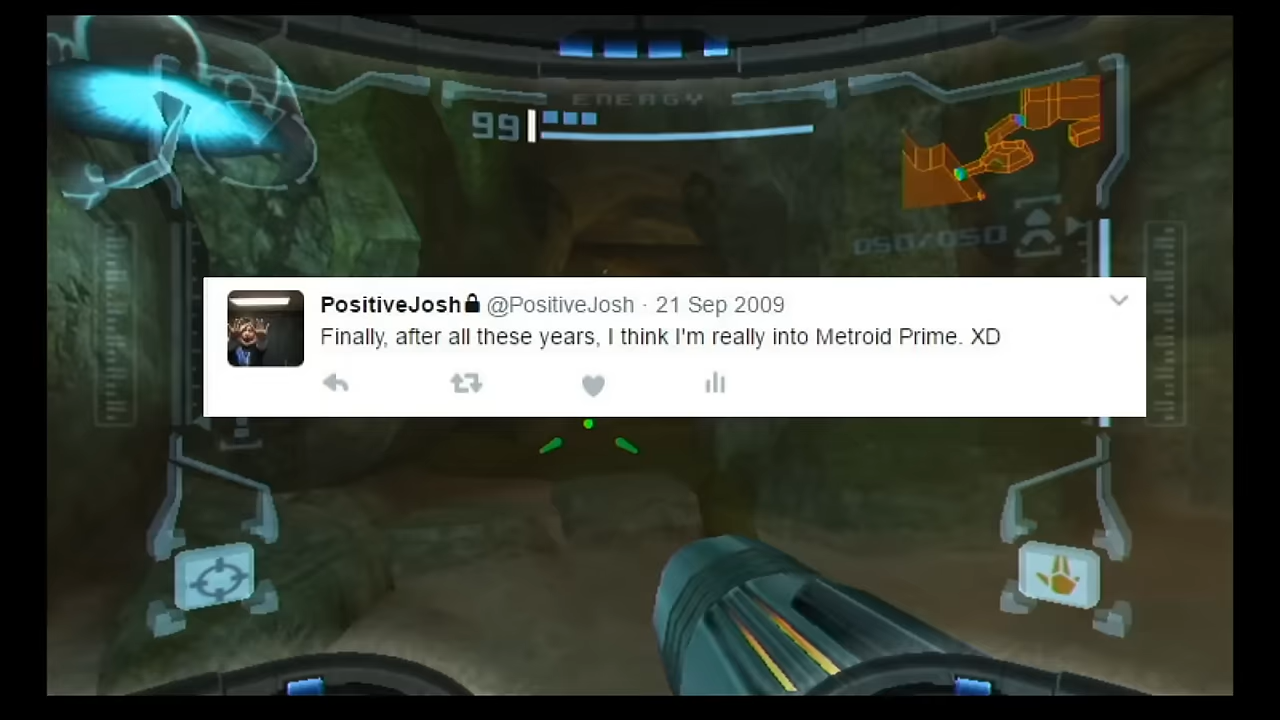 ENERGY
99
050/050
PositiveJosh @PositiveJosh · 21 Sep 2009
Finally, after all these years, I think I'm really into Metroid Prime. XD